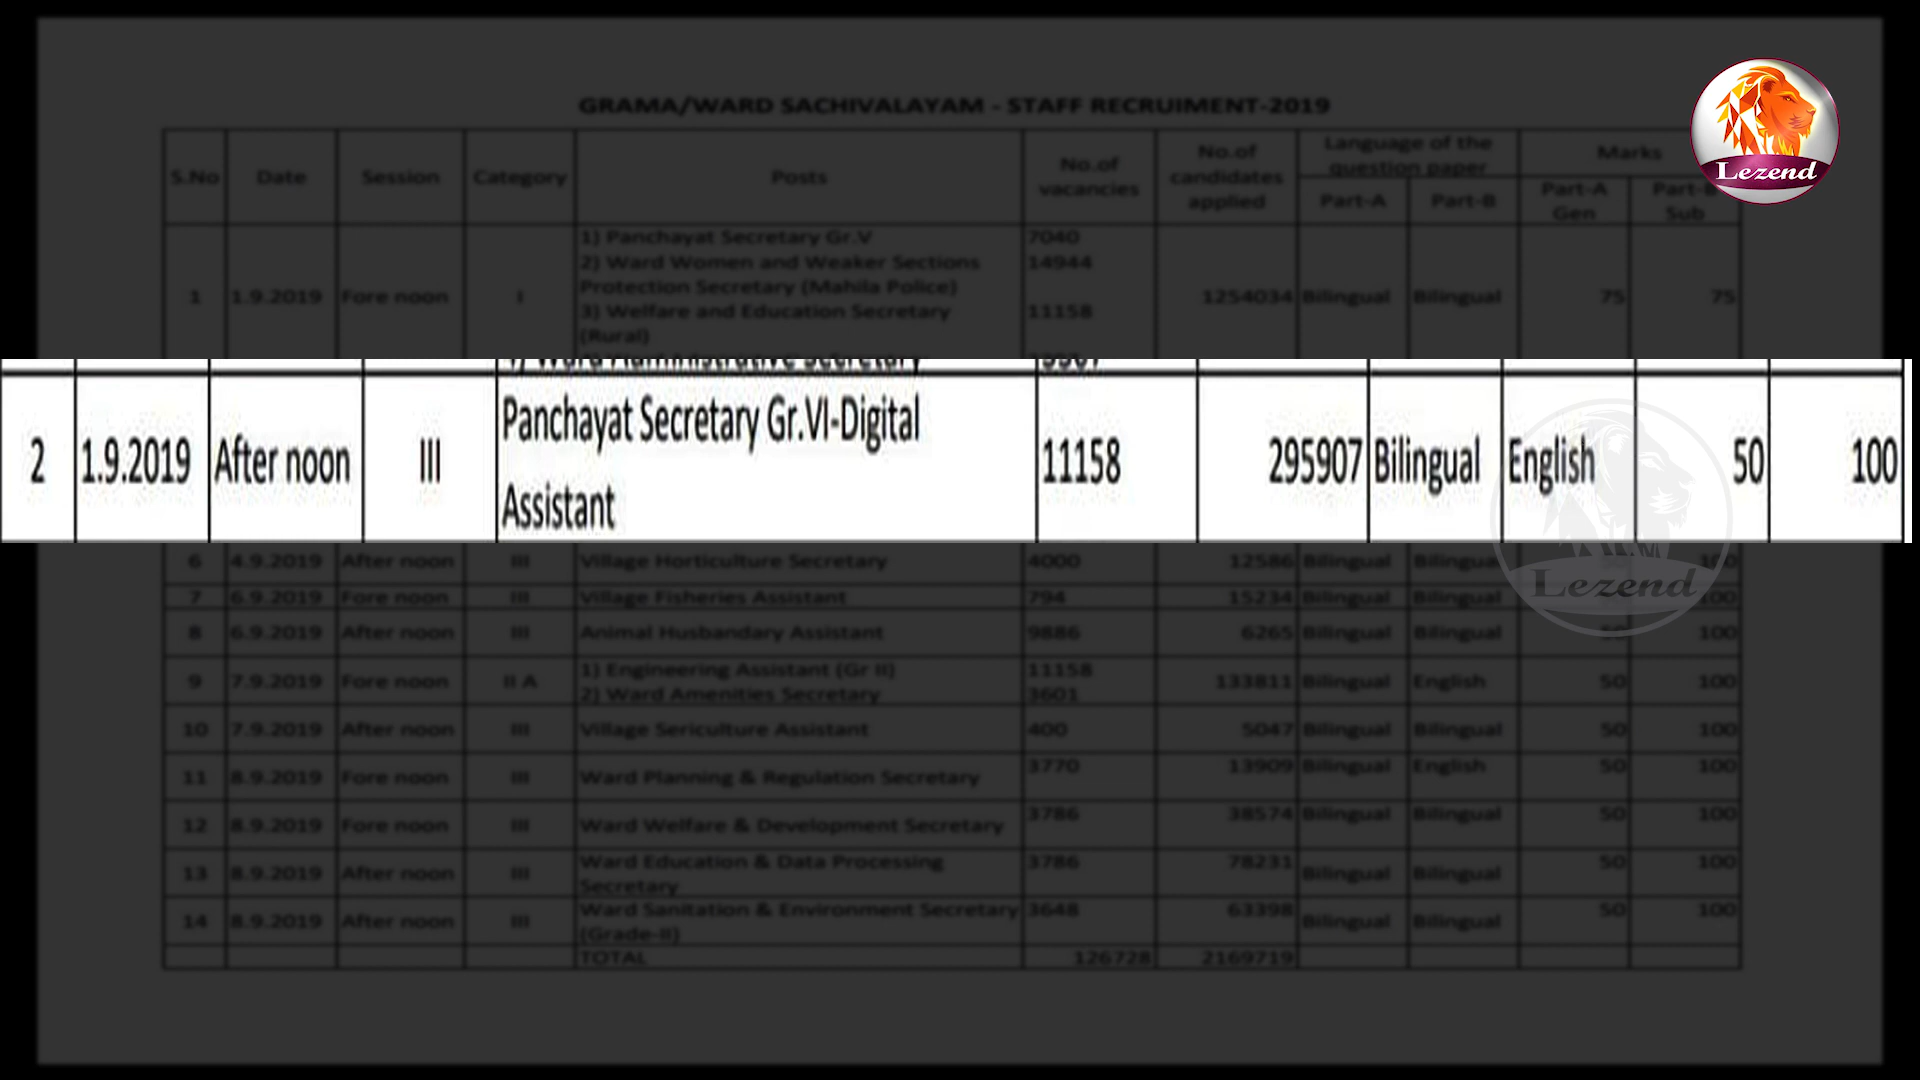 Lezend
GRAMA/WARD SACHIVALAYAM - STAFF RECRUIMENT-2019
S.No Date Session Category Posts No.of vacancies No.of candidates applied Language of the question paper Marks
Part-A Part-B Part-A Gen Part-B Sub
1 1.9.2019 Fore noon I 1254034 Bilingual Bilingual 75 75
1) Panchayat Secretary Gr.V 7040
2) Ward Women and Weaker Sections 14944
Protection Secretary (Mahila Police)
3) Welfare and Education Secretary 11158
(Rural)
2 1.9.2019 After noon III Panchayat Secretary Gr.VI-Digital 11158 295907 Bilingual English 50 100
Assistant
6 4.9.2019 After noon III Village Horticulture Secretary 4000 12586 Bilingual Bilingual 100
Lezend
7 6.9.2019 Fore noon III Village Fisheries Assistant 794 15234 Bilingual Bilingual 100
8 6.9.2019 After noon III Animal Husbandary Assistant 9886 6265 Bilingual Bilingual 50 100
9 7.9.2019 Fore noon II A 1) Engineering Assistant (Gr II) 11158 133811 Bilingual English 50 100
2) Ward Amenities Secretary 3601
10 7.9.2019 After noon III Village Sericulture Assistant 400 5047 Bilingual Bilingual 50 100
11 8.9.2019 Fore noon III Ward Planning & Regulation Secretary 3770 13909 Bilingual English 50 100
12 8.9.2019 Fore noon III Ward Welfare & Development Secretary 3786 38574 Bilingual Bilingual 50 100
13 8.9.2019 After noon III Ward Education & Data Processing 3786 78231 Bilingual Bilingual 50 100
Secretary
14 8.9.2019 After noon III Ward Sanitation & Environment Secretary 3648 63398 Bilingual Bilingual 50 100
(Grade-II)
TOTAL 126728 2169719